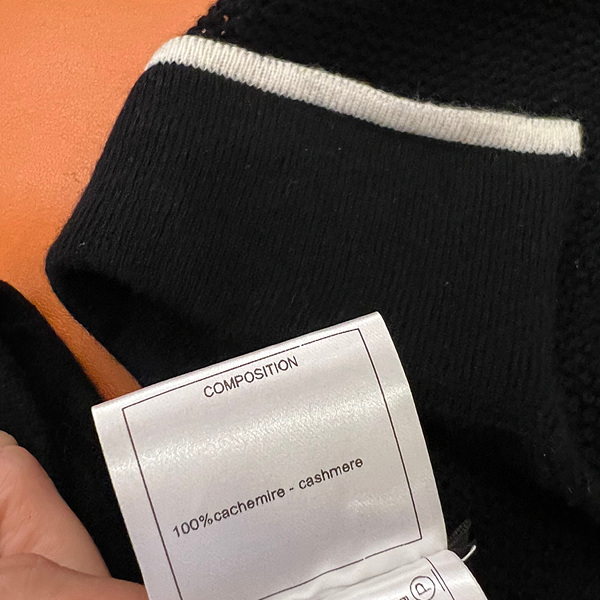 COMPOSITION
100%cachemire - cashmere
P